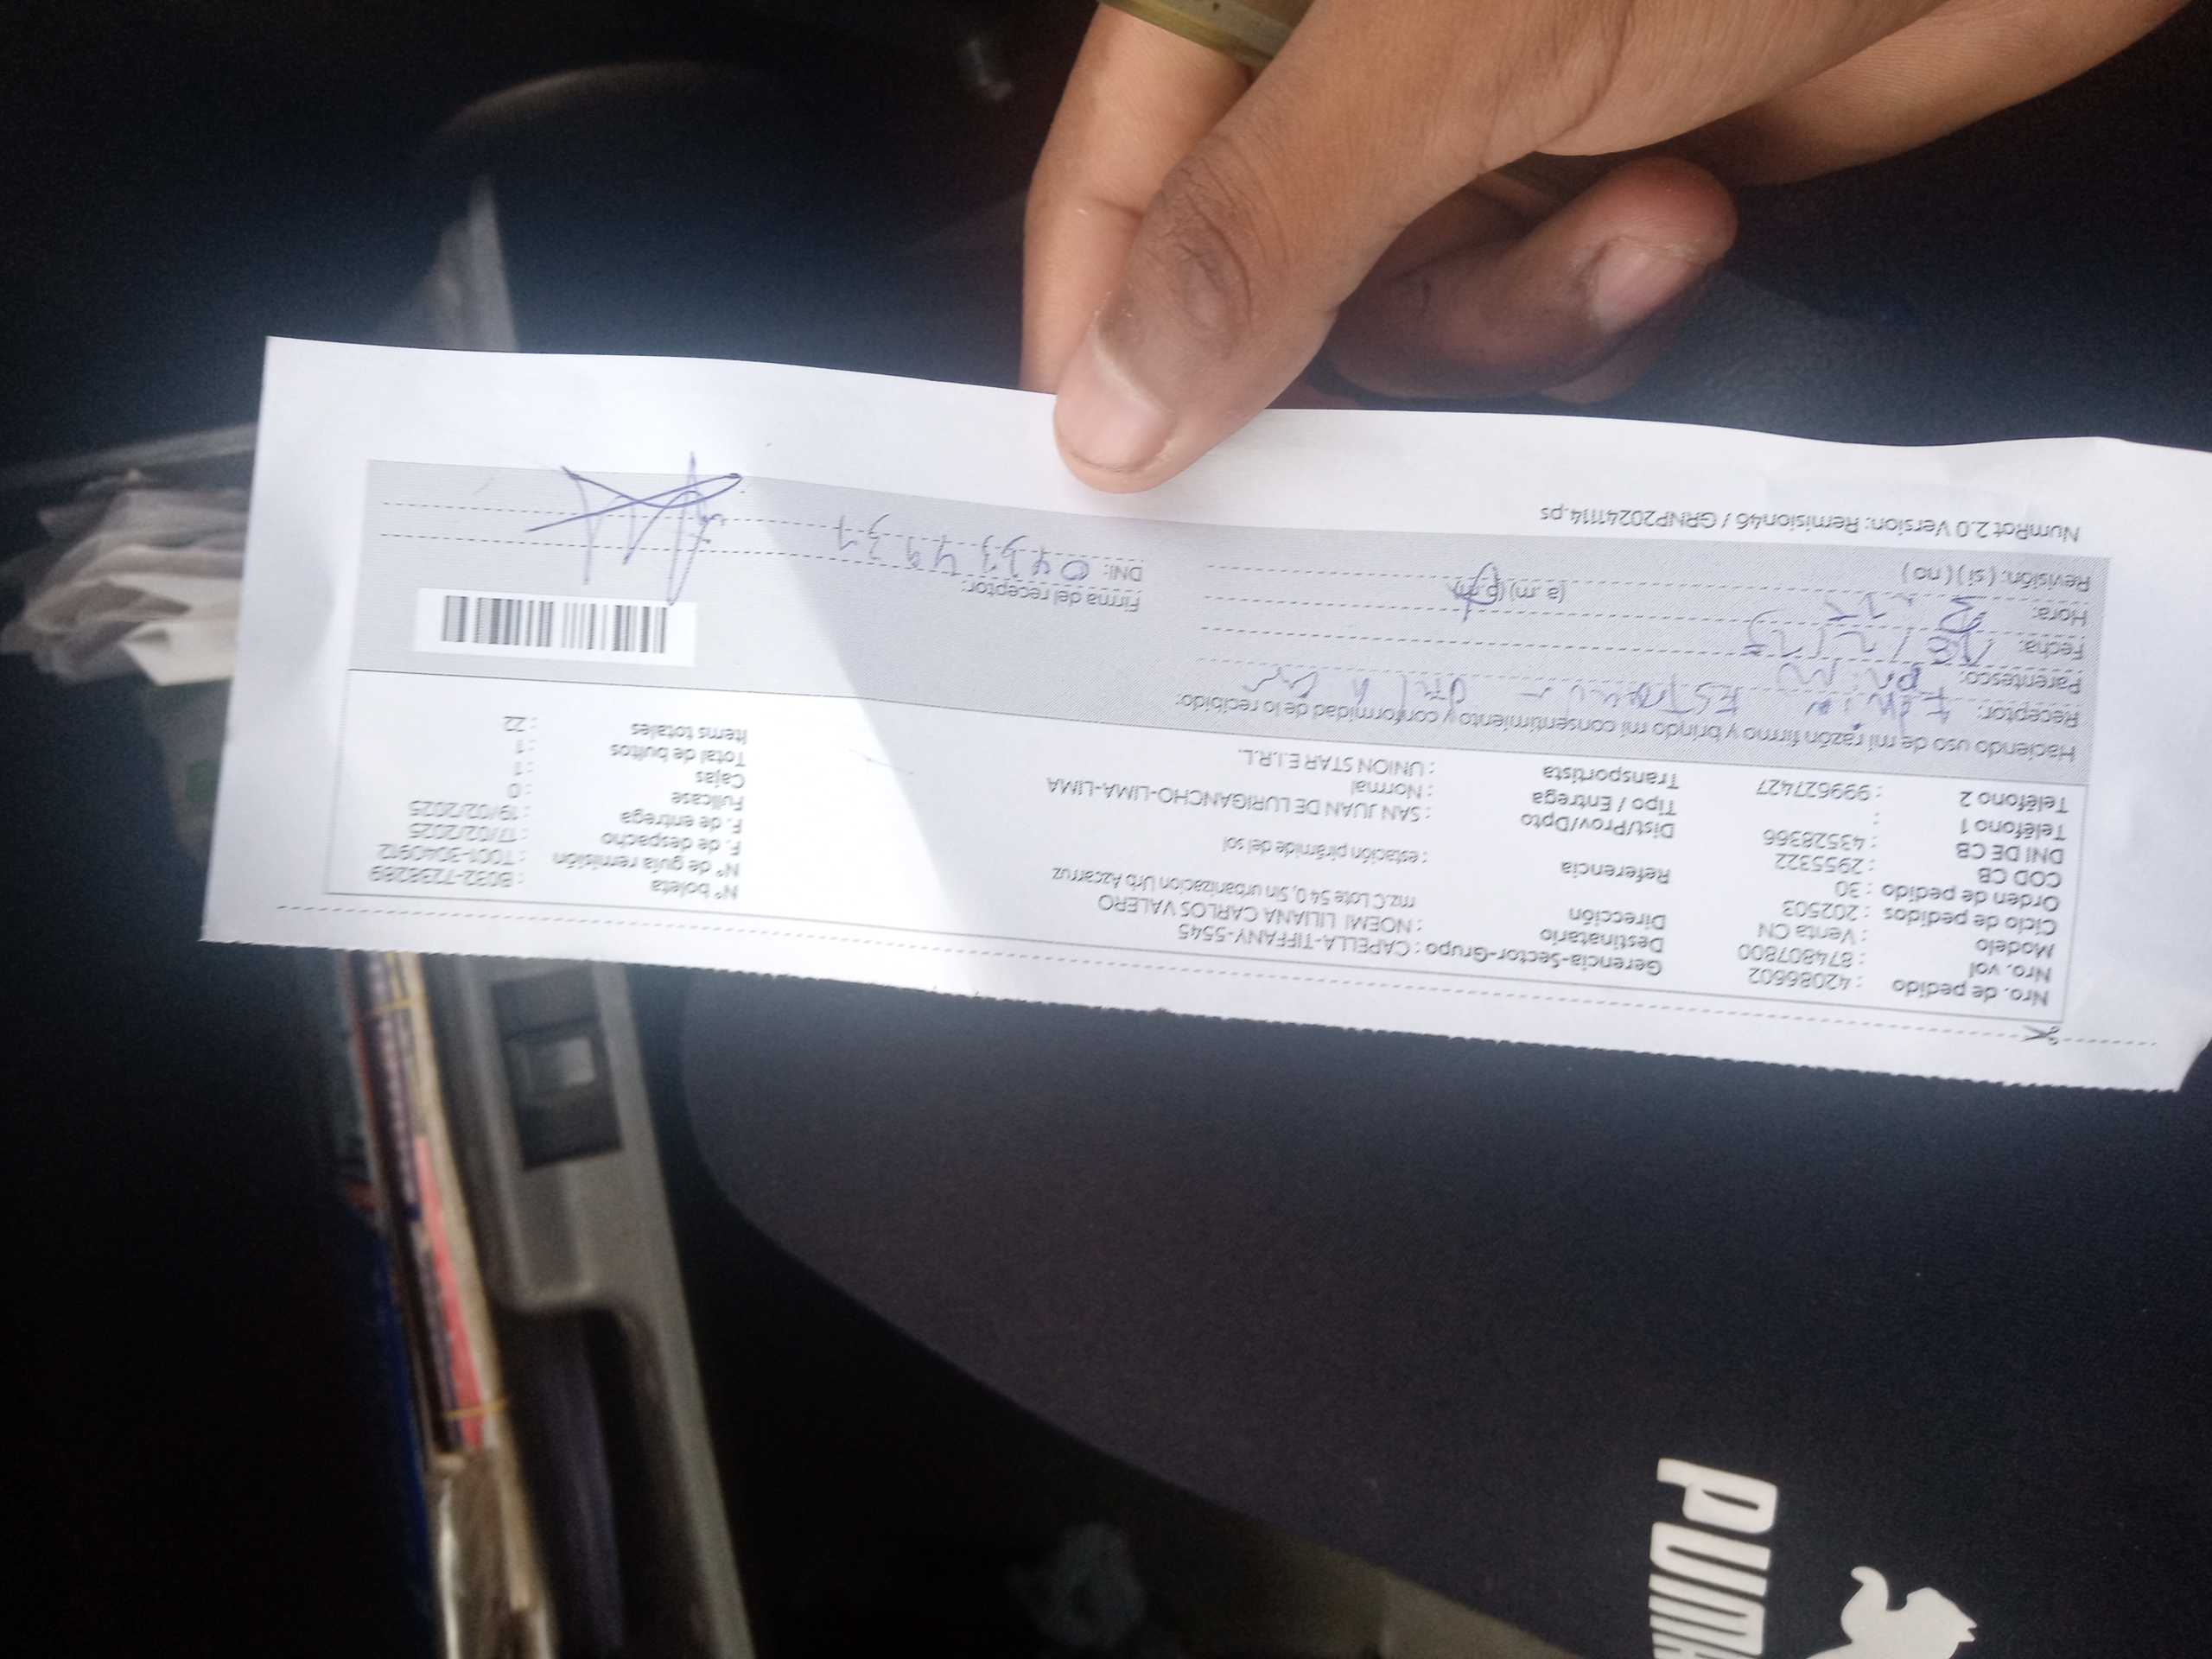 Nro. de pedido : 42086602
Nro. vol : 874807800
Modelo : Venta CN
Ciclo de pedidos : 202503
Orden de pedido : 30
COD CB : 2955322
DNI DE CB : 43528366
Teléfono 1 :
Teléfono 2 : 999627427
Gerencia-Sector-Grupo : CAPELLA-TIFFANY-5545
Destinatario : NOEMI LILIANA CARLOS VALERO
Dirección mz.C Lote 54 0, Sin urbanizacion Urb Azcarruz
Referencia : estación pirámide del sol
Dist/Prov/Dpto : SAN JUAN DE LURIGANCHO-LIMA-LIMA
Tipo / Entrega : Normal
Transportista : UNION STAR E.I.R.L.
N° boleta : B032-7238289
N° de guía remisión : T001-3040912
F. de despacho : 17/02/2025
F. de entrega : 19/02/2025
Fullcase : 0
Cajas : 1
Total de bultos : 1
Items totales : 22
Haciendo uso de mi razón firmo y brindo mi consentimiento y conformidad de lo recibido:
Receptor:
Parentesco:
Fecha:
Hora: (a.m) (p.m)
Revisión: ( si ) ( no )
Firma del receptor:
DNI:
NumRot 2.0 Version: Remision46 / GRNP20241114.ps
PUMA